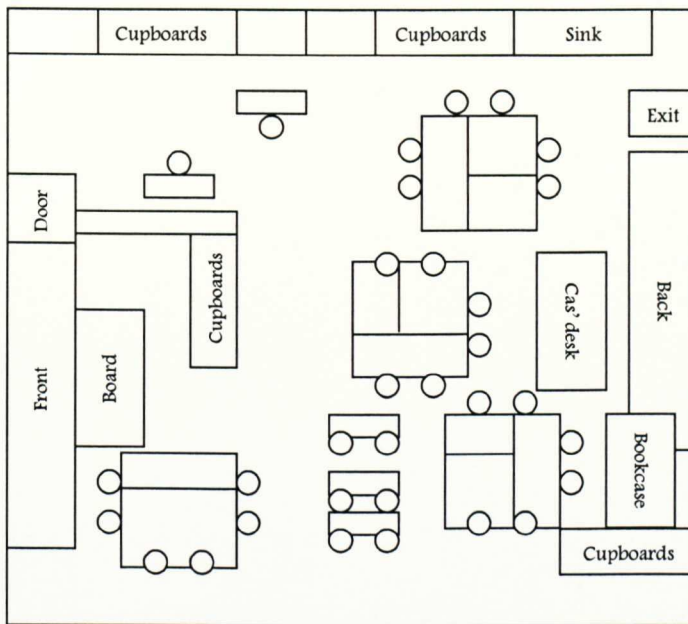 Cupboards
Cupboards
Sink
Exit
Door
Cupboards
Back
Cas' desk
Front
Board
Bookcase
Cupboards